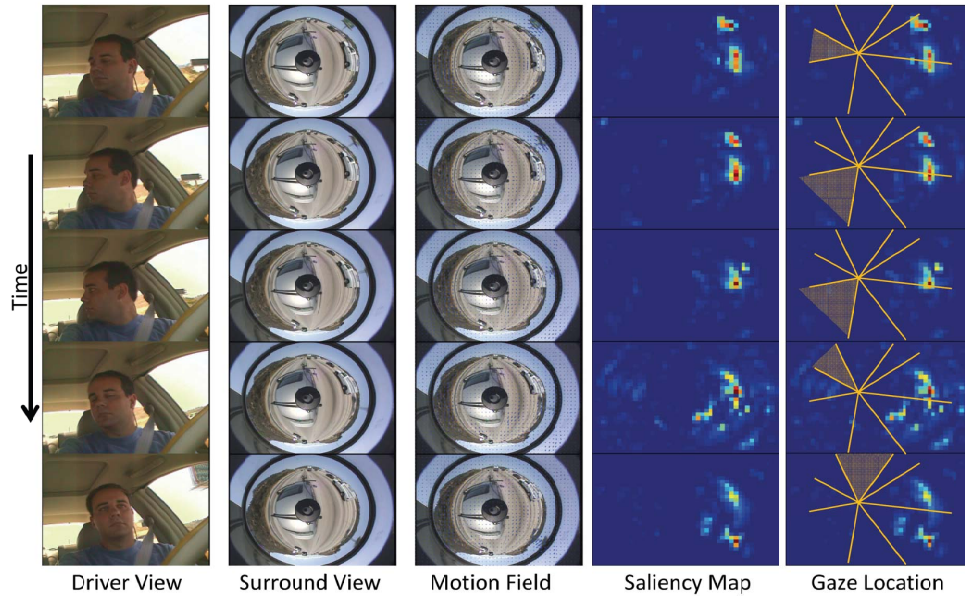 Time
Driver View
Surround View
Motion Field
Saliency Map
Gaze Location